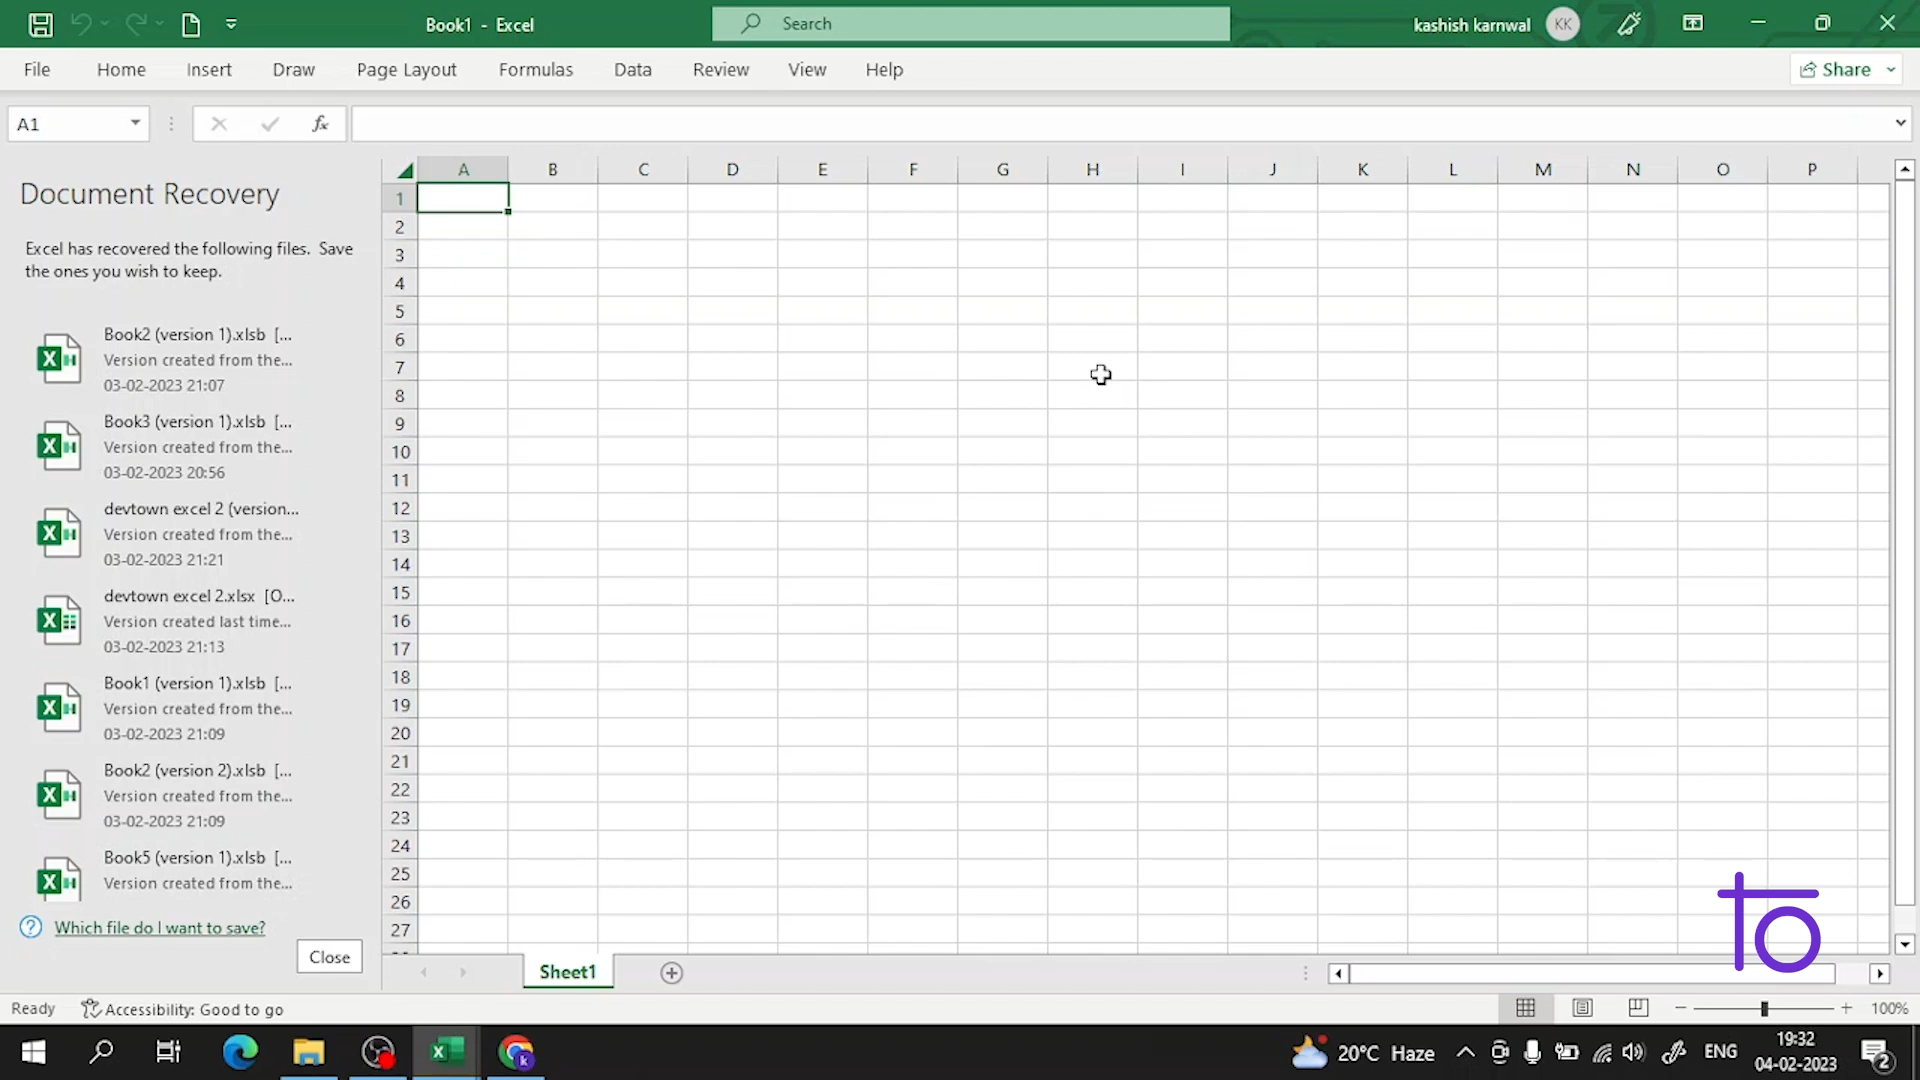 Book1 - Excel
Search
kashish karnwal
KK
File Home Insert Draw Page Layout Formulas Data Review View Help
Share
A1
fx
A B C D E F G H I J K L M N O P
Document Recovery
Excel has recovered the following files. Save
the ones you wish to keep.
Book2 (version 1).xlsb [...
Version created from the...
03-02-2023 21:07
Book3 (version 1).xlsb [...
Version created from the...
03-02-2023 20:56
devtown excel 2 (version...
Version created from the...
03-02-2023 21:21
devtown excel 2.xlsx [O...
Version created last time...
03-02-2023 21:13
Book1 (version 1).xlsb [...
Version created from the...
03-02-2023 21:09
Book2 (version 2).xlsb [...
Version created from the...
03-02-2023 21:09
Book5 (version 1).xlsb [...
Version created from the...
Which file do I want to save?
Close
1
2
3
4
5
6
7
8
9
10
11
12
13
14
15
16
17
18
19
20
21
22
23
24
25
26
27
Sheet1
Ready
Accessibility: Good to go
100%
20°C Haze
ENG
19:32
04-02-2023
2